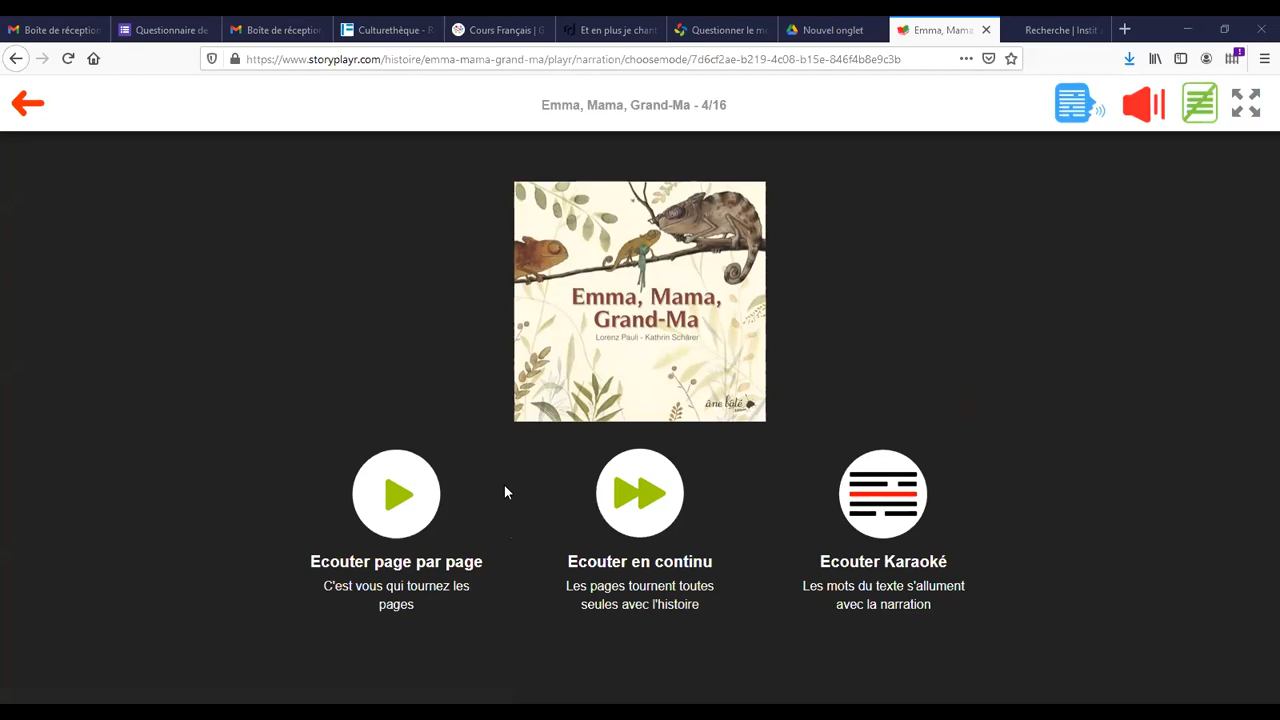 Boîte de réception
Questionnaire de
Boîte de réception
Culturethèque - R
Cours Français | G
Et en plus je chant
Questionner le m
Nouvel onglet
Emma, Mama
Recherche | Insti
https://www.storyplayr.com/histoire/emma-mama-grand-ma/playr/narration/choosemode/7d6cf2ae-b219-4c08-b15e-846f4b8e9c3b
Emma, Mama, Grand-Ma - 4/16
Emma, Mama,
Grand-Ma
Lorenz Pauli - Kathrin Schärer
âne bâté
Ecouter page par page
C'est vous qui tournez les
pages
Ecouter en continu
Les pages tournent toutes
seules avec l'histoire
Ecouter Karaoké
Les mots du texte s'allument
avec la narration